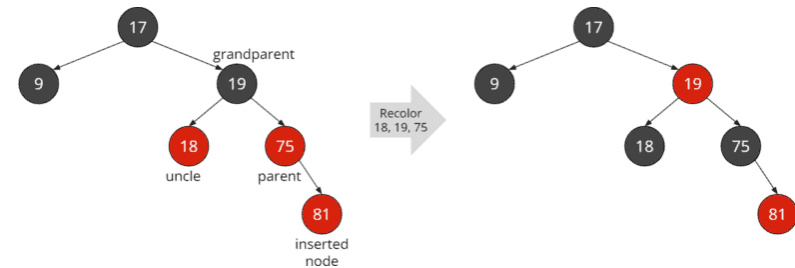 17
17
grandparent
9
19
9
19
Recolor
18, 19, 75
18
75
18
75
uncle
parent
81
81
inserted
node